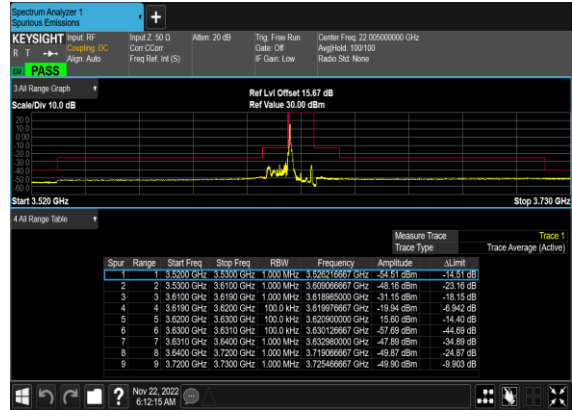 Spectrum Analyzer 1
Spurious Emissions
+
KEYSIGHT Input: RF Input Z: 50 Ω Atten: 20 dB Trig: Free Run Center Freq: 22.005000000 GHz
R T Coupling: DC Corr CCorr Gate: Off Avg|Hold: 100/100
Align: Auto Freq Ref: Int (S) IF Gain: Low Radio Std: None
PASS
3 All Range Graph
Ref Lvl Offset 15.67 dB
Scale/Div 10.0 dB Ref Value 30.00 dBm
20.0
10.0
0.00
-10.0
-20.0
-30.0
-40.0
-50.0
-60.0
Start 3.520 GHz Stop 3.730 GHz
4 All Range Table
Measure Trace Trace 1
Trace Type Trace Average (Active)
Spur Range Start Freq Stop Freq RBW Frequency Amplitude ΔLimit
1 1 3.5200 GHz 3.5300 GHz 1.000 MHz 3.526216667 GHz -54.51 dBm -14.51 dB
2 2 3.5300 GHz 3.6100 GHz 1.000 MHz 3.609066667 GHz -48.16 dBm -23.16 dB
3 3 3.6100 GHz 3.6190 GHz 1.000 MHz 3.618985000 GHz -31.15 dBm -18.15 dB
4 4 3.6190 GHz 3.6200 GHz 100.0 kHz 3.619976667 GHz -19.94 dBm -6.942 dB
5 5 3.6200 GHz 3.6300 GHz 100.0 kHz 3.620900000 GHz 15.60 dBm -14.40 dB
6 6 3.6300 GHz 3.6310 GHz 100.0 kHz 3.630126667 GHz -57.69 dBm -44.69 dB
7 7 3.6310 GHz 3.6400 GHz 1.000 MHz 3.632980000 GHz -47.89 dBm -34.89 dB
8 8 3.6400 GHz 3.7200 GHz 1.000 MHz 3.719066667 GHz -49.87 dBm -24.87 dB
9 9 3.7200 GHz 3.7300 GHz 1.000 MHz 3.725466667 GHz -49.90 dBm -9.903 dB
? Nov 22, 2022
6:12:15 AM